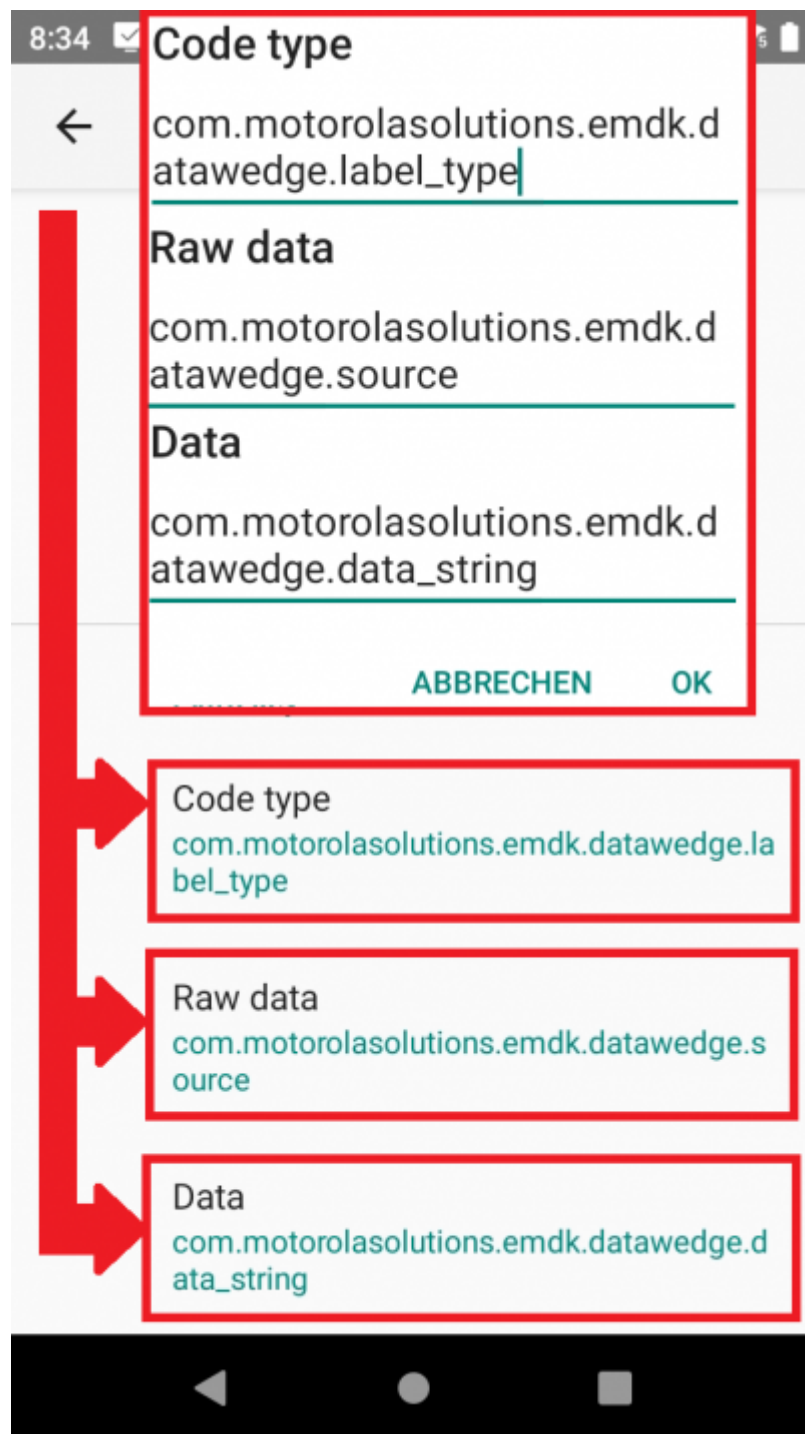 8:34
Code type
com.motorolasolutions.emdk.d
atawedge.label_type
Raw data
com.motorolasolutions.emdk.d
atawedge.source
Data
com.motorolasolutions.emdk.d
atawedge.data_string
ABBRECHEN OK
Code type
com.motorolasolutions.emdk.datawedge.la
bel_type
Raw data
com.motorolasolutions.emdk.datawedge.s
ource
Data
com.motorolasolutions.emdk.datawedge.d
ata_string